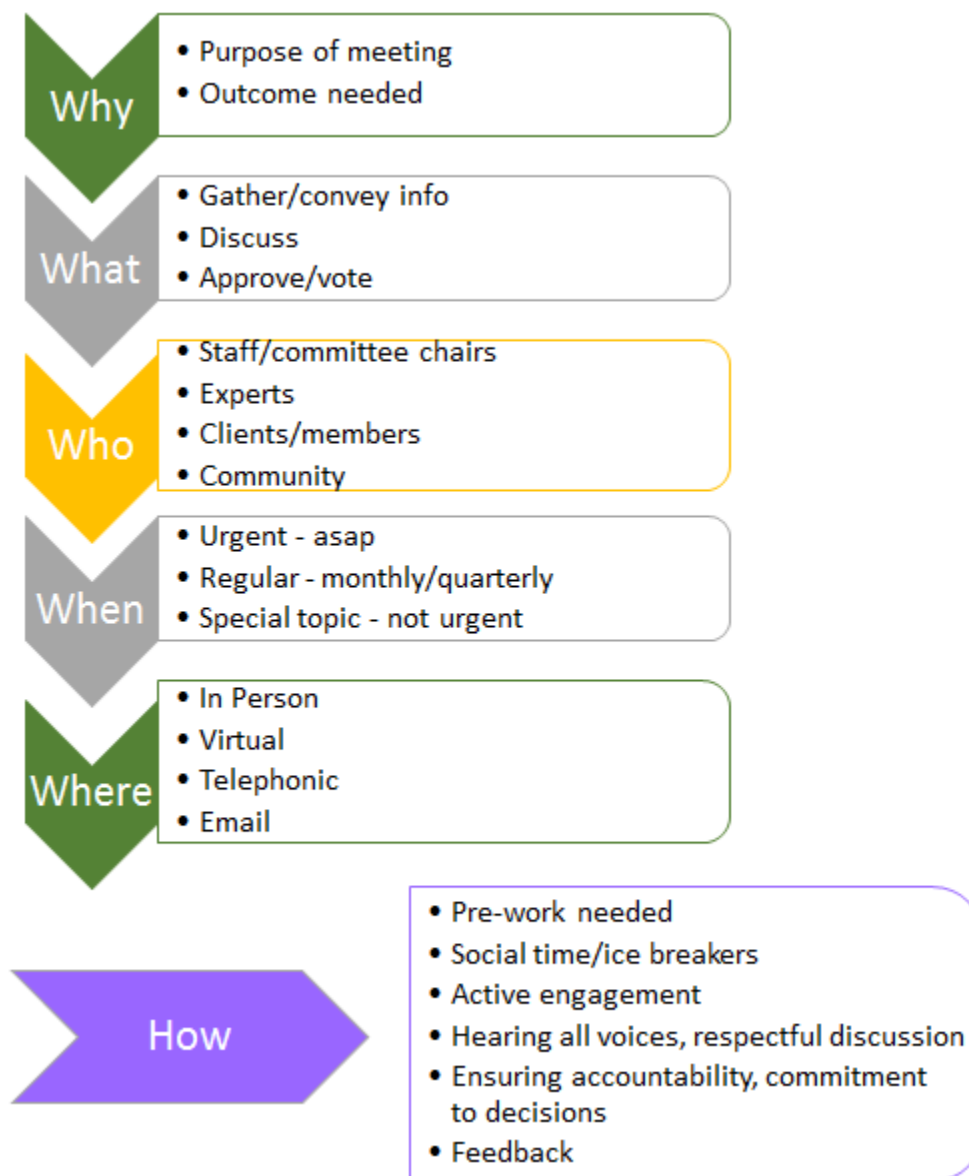 Why
• Purpose of meeting
• Outcome needed
What
• Gather/convey info
• Discuss
• Approve/vote
Who
• Staff/committee chairs
• Experts
• Clients/members
• Community
When
• Urgent - asap
• Regular - monthly/quarterly
• Special topic - not urgent
Where
• In Person
• Virtual
• Telephonic
• Email
How
• Pre-work needed
• Social time/ice breakers
• Active engagement
• Hearing all voices, respectful discussion
• Ensuring accountability, commitment
to decisions
• Feedback